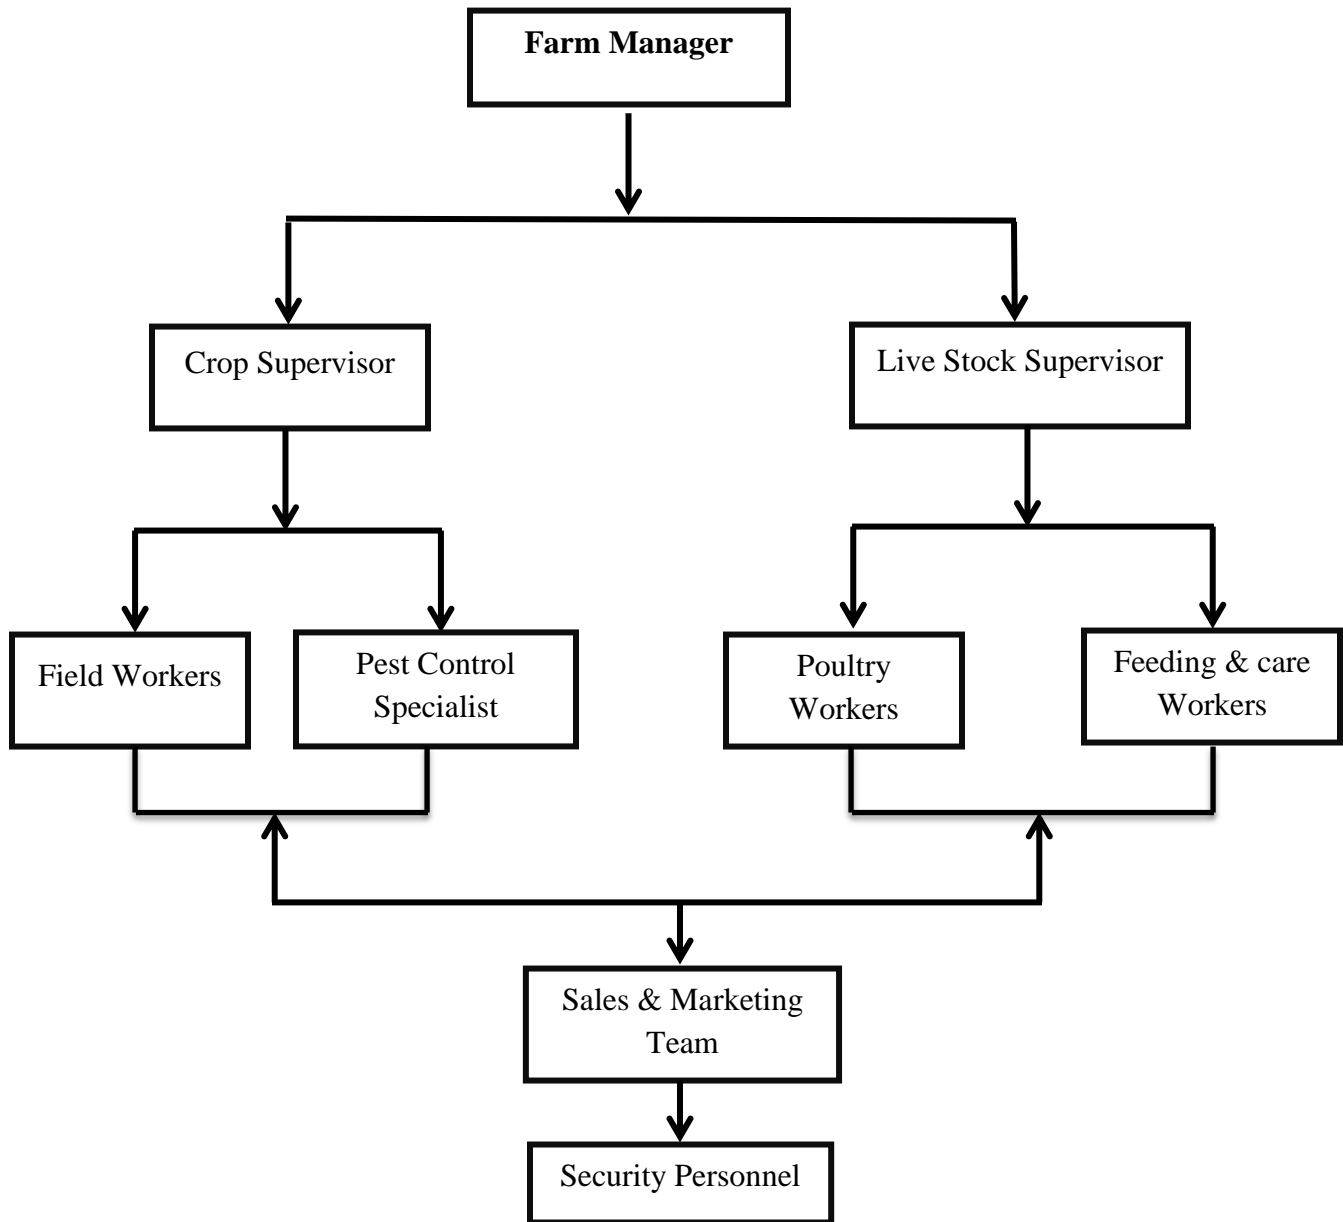 Farm Manager
Crop Supervisor
Live Stock Supervisor
Field Workers
Pest Control
Specialist
Poultry
Workers
Feeding & care
Workers
Sales & Marketing
Team
Security Personnel